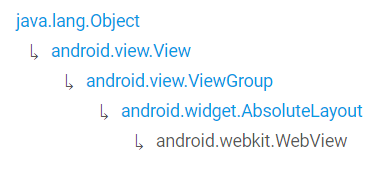 java.lang.Object
↳ android.view.View
↳ android.view.ViewGroup
↳ android.widget.AbsoluteLayout
↳ android.webkit.WebView